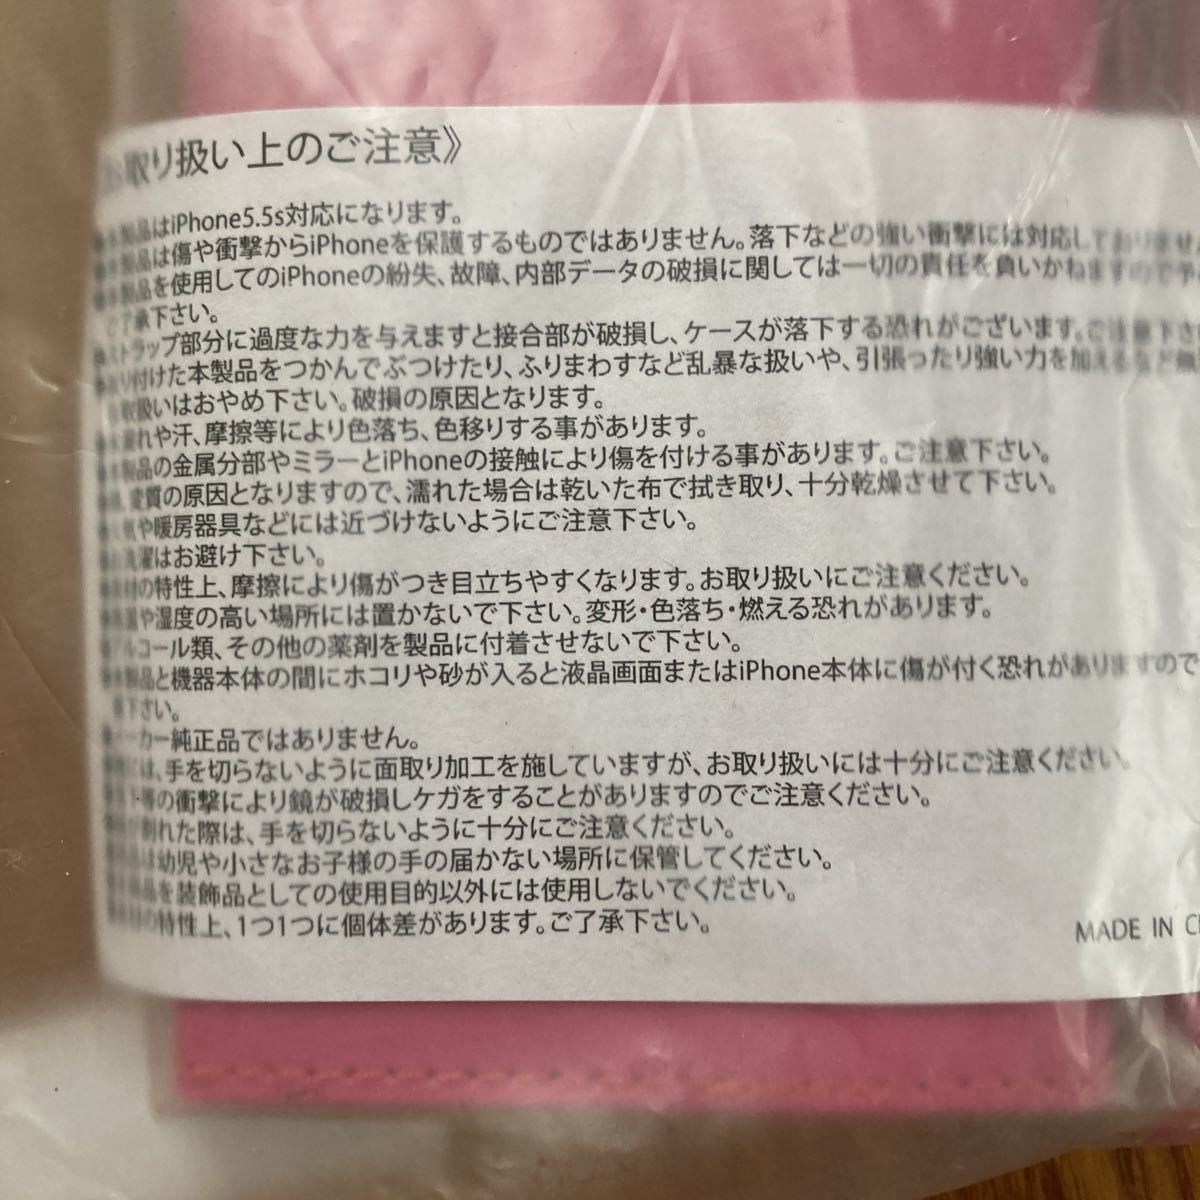 お取り扱い上のご注意》
本製品はiPhone5.5s対応になります。
本製品は傷や衝撃からiPhoneを保護するものではありません。落下などの強い衝撃には対応しておりませ
本製品を使用してのiPhoneの紛失、故障、内部データの破損に関しては一切の責任を負いかねますので予
ご了承下さい。
ストラップ部分に過度な力を与えますと接合部が破損し、ケースが落下する恐れがございます。ご注意下さ
取り付けた本製品をつかんでぶつけたり、ふりまわすなど乱暴な扱いや、引張ったり強い力を加えるなど無
な取扱いはおやめ下さい。破損の原因となります。
水濡れや汗、摩擦等により色落ち、色移りする事があります。
本製品の金属分部やミラーとiPhoneの接触により傷を付ける事があります。ご注意下さい。
変質の原因となりますので、濡れた場合は乾いた布で拭き取り、十分乾燥させて下さい。
火気や暖房器具などには近づけないようにご注意下さい。
お洗濯はお避け下さい。
素材の特性上、摩擦により傷がつき目立ちやすくなります。お取り扱いにご注意ください。
高温や湿度の高い場所には置かないで下さい。変形・色落ち・燃える恐れがあります。
アルコール類、その他の薬剤を製品に付着させないで下さい。
本製品と機器本体の間にホコリや砂が入ると液晶画面またはiPhone本体に傷が付く恐れがありますので
下さい。
メーカー純正品ではありません。
には、手を切らないように面取り加工を施していますが、お取り扱いには十分にご注意ください。
落下等の衝撃により鏡が破損しケガをすることがありますのでご注意ください。
割れた際は、手を切らないように十分にご注意ください。
は幼児や小さなお子様の手の届かない場所に保管してください。
を装飾品としての使用目的以外には使用しないでください。
の特性上、1つ1つに個体差があります。ご了承下さい。
MADE IN C